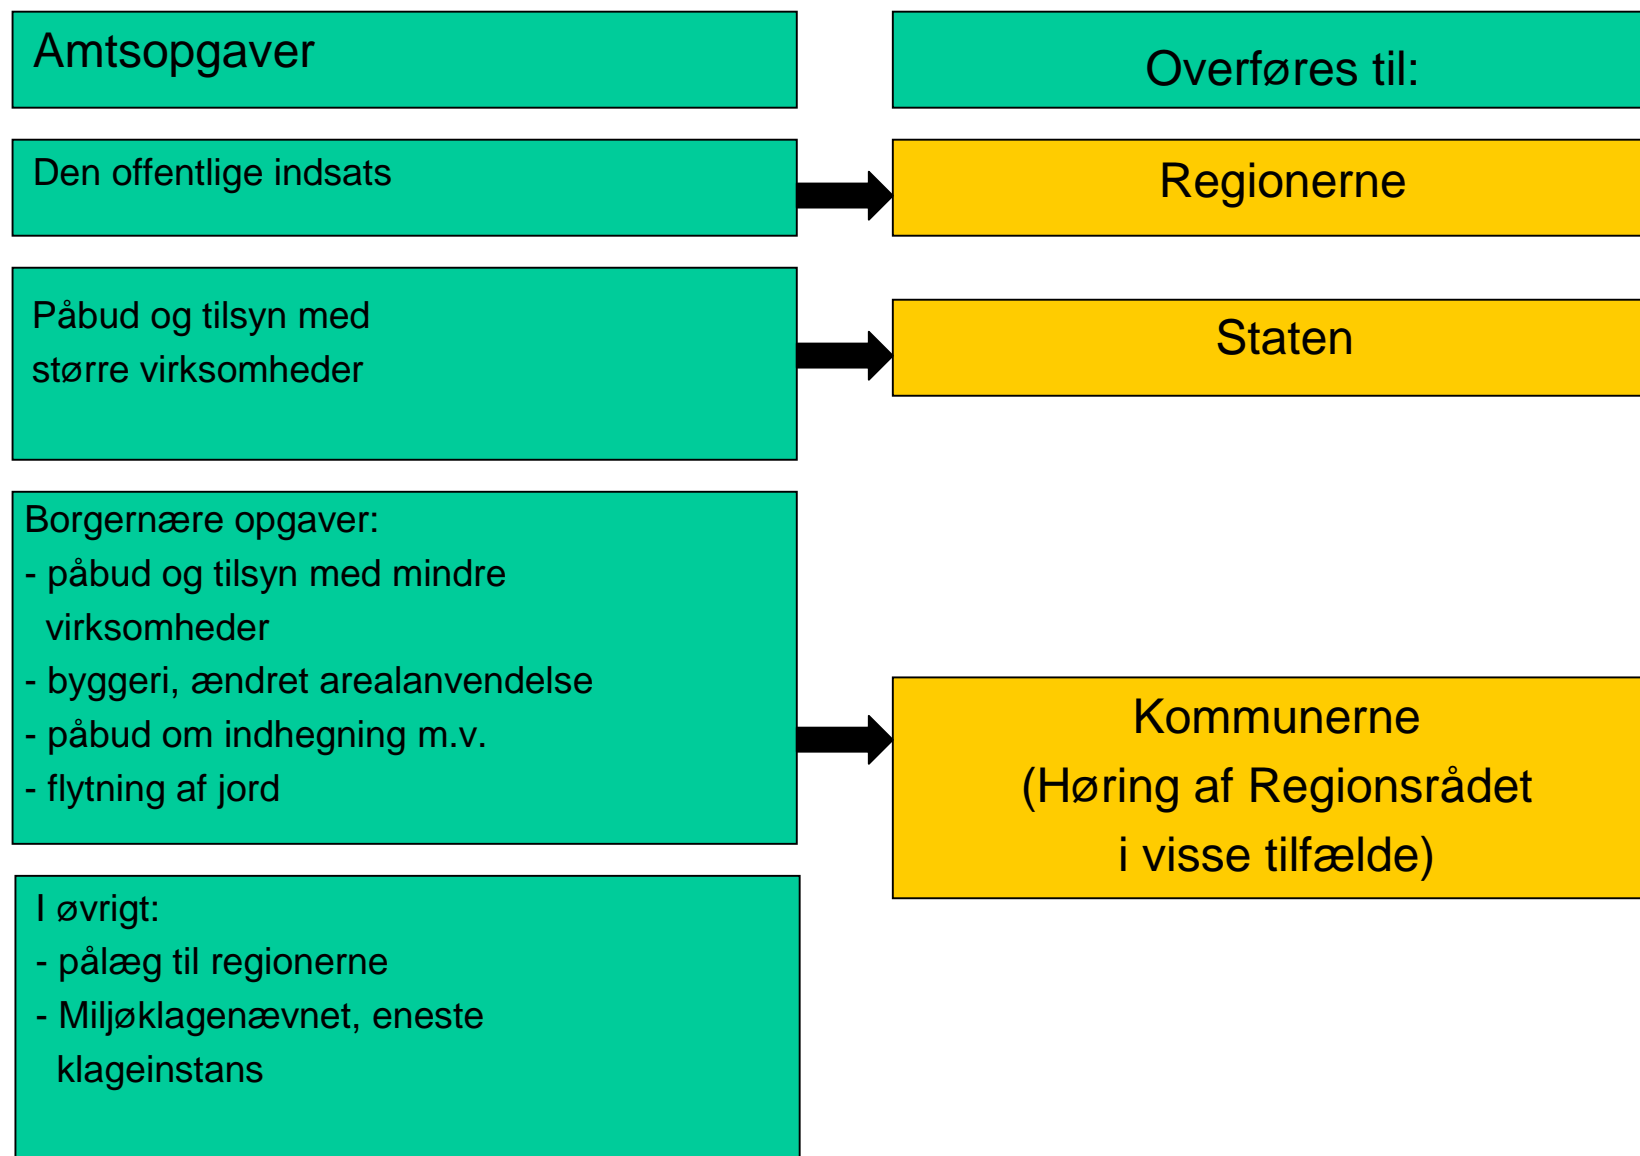 Amtsopgaver
Overføres til:
Den offentlige indsats
Regionerne
Påbud og tilsyn med
større virksomheder
Staten
Borgernære opgaver:
- påbud og tilsyn med mindre
virksomheder
- byggeri, ændret arealanvendelse
- påbud om indhegning m.v.
- flytning af jord
Kommunerne
(Høring af Regionsrådet
i visse tilfælde)
I øvrigt:
- pålæg til regionerne
- Miljøklagenævnet, eneste
klageinstans